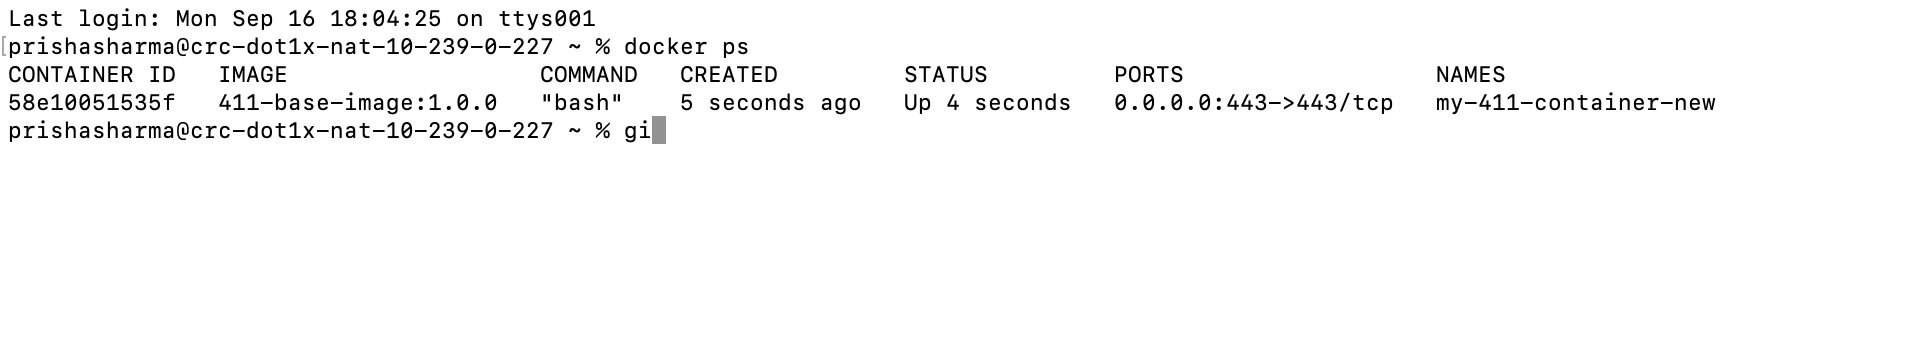 Last login: Mon Sep 16 18:04:25 on ttys001
[prishasharma@crc-dot1x-nat-10-239-0-227 ~ % docker ps
CONTAINER ID   IMAGE                  COMMAND   CREATED         STATUS         PORTS                  NAMES
58e10051535f   411-base-image:1.0.0   "bash"    5 seconds ago   Up 4 seconds   0.0.0.0:443->443/tcp   my-411-container-new
prishasharma@crc-dot1x-nat-10-239-0-227 ~ % gi